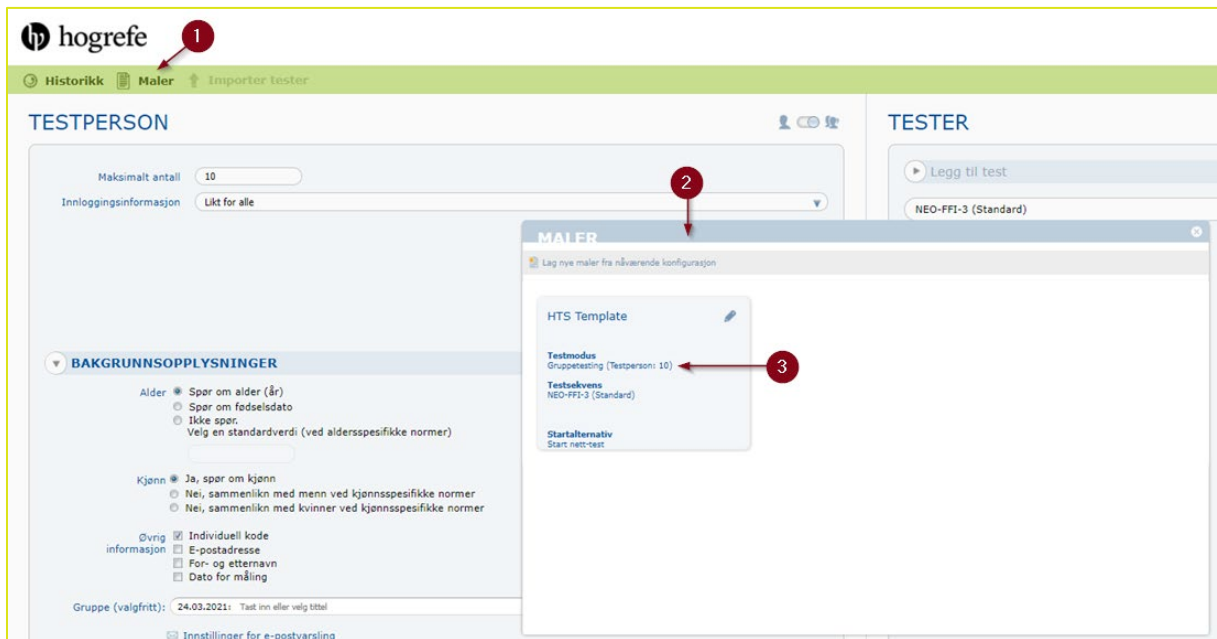 hogrefe
1
Historikk Maler Importer tester
TESTPERSON
Maksimalt antall 10
Innloggingsinformasjon Likt for alle
BAKGRUNNSOPPLYSNINGER
Alder Spør om alder (år)
Spør om fødselsdato
Ikke spør.
Velg en standardverdi (ved aldersspesifikke normer)
Kjønn Ja, spør om kjønn
Nei, sammenlikn med menn ved kjønnsspesifikke normer
Nei, sammenlikn med kvinner ved kjønnsspesifikke normer
Øvrig informasjon Individuell kode
E-postadresse
For- og etternavn
Dato for måling
Gruppe (valgfritt): 24.03.2021: Tast inn eller velg tittel
Innstillinger for e-postvarsling
TESTER
Legg til test
NEO-FFI-3 (Standard)
2
MALER
Lag nye maler fra nåværende konfigurasjon
HTS Template
Testmodus
Gruppetesting (Testperson: 10)
3
Testsekvens
NEO-FFI-3 (Standard)
Startalternativ
Start nett-test